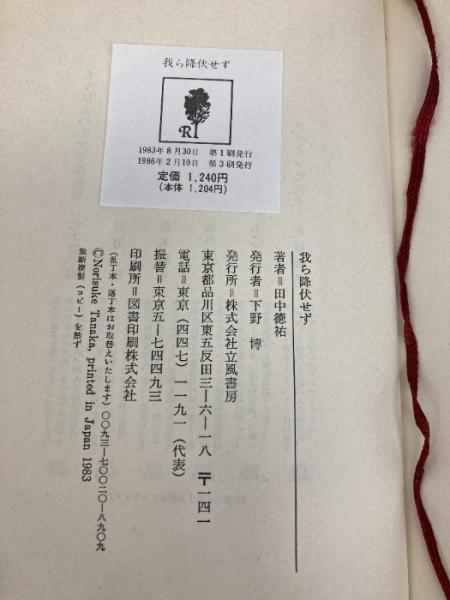 我ら降伏せず
R
1983年8月30日 第1刷発行
1986年2月10日 第3刷発行
定価 1,240円
(本体 1,204円)
我ら降伏せず
著者＝田中徳祐
発行者＝下野 博
発行所＝株式会社立風書房
東京都品川区東五反田三ー六ー一八 〒一四一
電話＝東京(四四七)一一九一(代表)
振替＝東京五ー七四四九三
印刷所＝図書印刷株式会社
(乱丁本・落丁本はお取替えいたします)〇〇九三ー七〇〇二〇ー八九〇九
©Norisuke Tanaka, printed in Japan 1983
無断複製(コピー)を禁ず